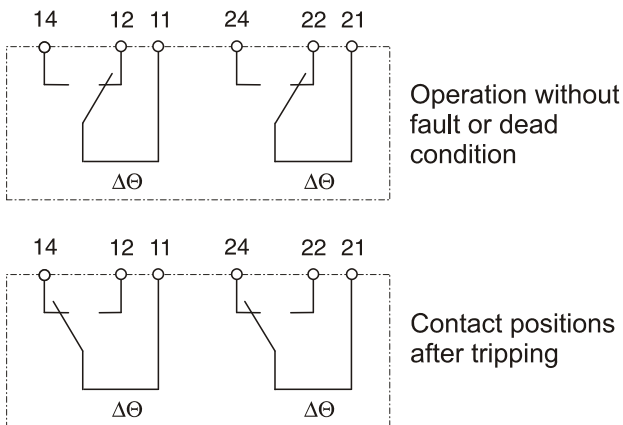 14 12 11 24 22 21
Operation without
fault or dead
condition
ΔΘ ΔΘ
14 12 11 24 22 21
Contact positions
after tripping
ΔΘ ΔΘ